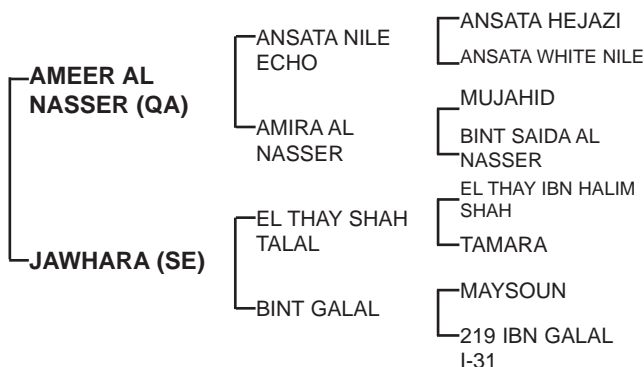 AMEER AL
NASSER (QA)
JAWHARA (SE)
ANSATA NILE
ECHO
AMIRA AL
NASSER
EL THAY SHAH
TALAL
BINT GALAL
ANSATA HEJAZI
ANSATA WHITE NILE
MUJAHID
BINT SAIDA AL
NASSER
EL THAY IBN HALIM
SHAH
TAMARA
MAYSOUN
219 IBN GALAL
I-31